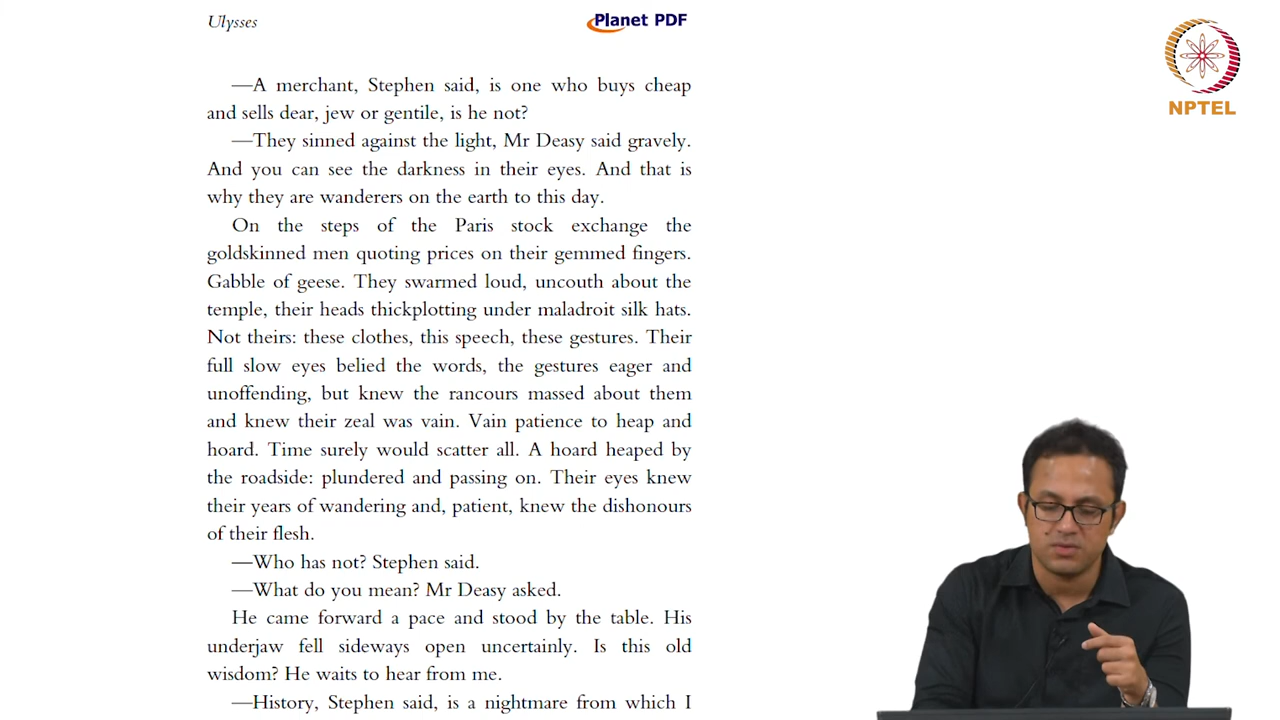 Ulysses
Planet PDF
NPTEL
—A merchant, Stephen said, is one who buys cheap
and sells dear, jew or gentile, is he not?
—They sinned against the light, Mr Deasy said gravely.
And you can see the darkness in their eyes. And that is
why they are wanderers on the earth to this day.
On the steps of the Paris stock exchange the
goldskinned men quoting prices on their gemmed fingers.
Gabble of geese. They swarmed loud, uncouth about the
temple, their heads thickplotting under maladroit silk hats.
Not theirs: these clothes, this speech, these gestures. Their
full slow eyes belied the words, the gestures eager and
unoffending, but knew the rancours massed about them
and knew their zeal was vain. Vain patience to heap and
hoard. Time surely would scatter all. A hoard heaped by
the roadside: plundered and passing on. Their eyes knew
their years of wandering and, patient, knew the dishonours
of their flesh.
—Who has not? Stephen said.
—What do you mean? Mr Deasy asked.
He came forward a pace and stood by the table. His
underjaw fell sideways open uncertainly. Is this old
wisdom? He waits to hear from me.
—History, Stephen said, is a nightmare from which I